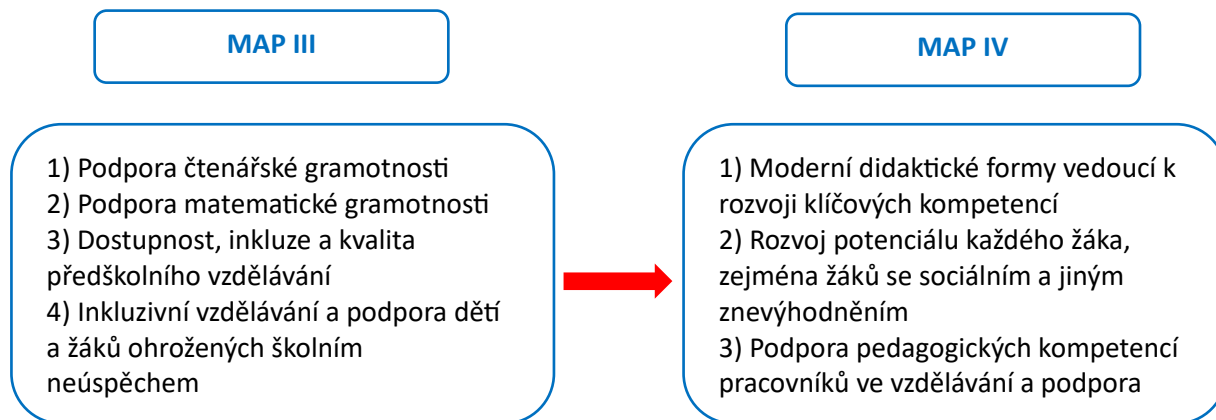 MAP III
MAP IV
1) Podpora čtenářské gramotnosti
2) Podpora matematické gramotnosti
3) Dostupnost, inkluze a kvalita
předškolního vzdělávání
4) Inkluzivní vzdělávání a podpora dětí
a žáků ohrožených školním
neúspěchem
1) Moderní didaktické formy vedoucí k
rozvoji klíčových kompetencí
2) Rozvoj potenciálu každého žáka,
zejména žáků se sociálním a jiným
znevýhodněním
3) Podpora pedagogických kompetencí
pracovníků ve vzdělávání a podpora